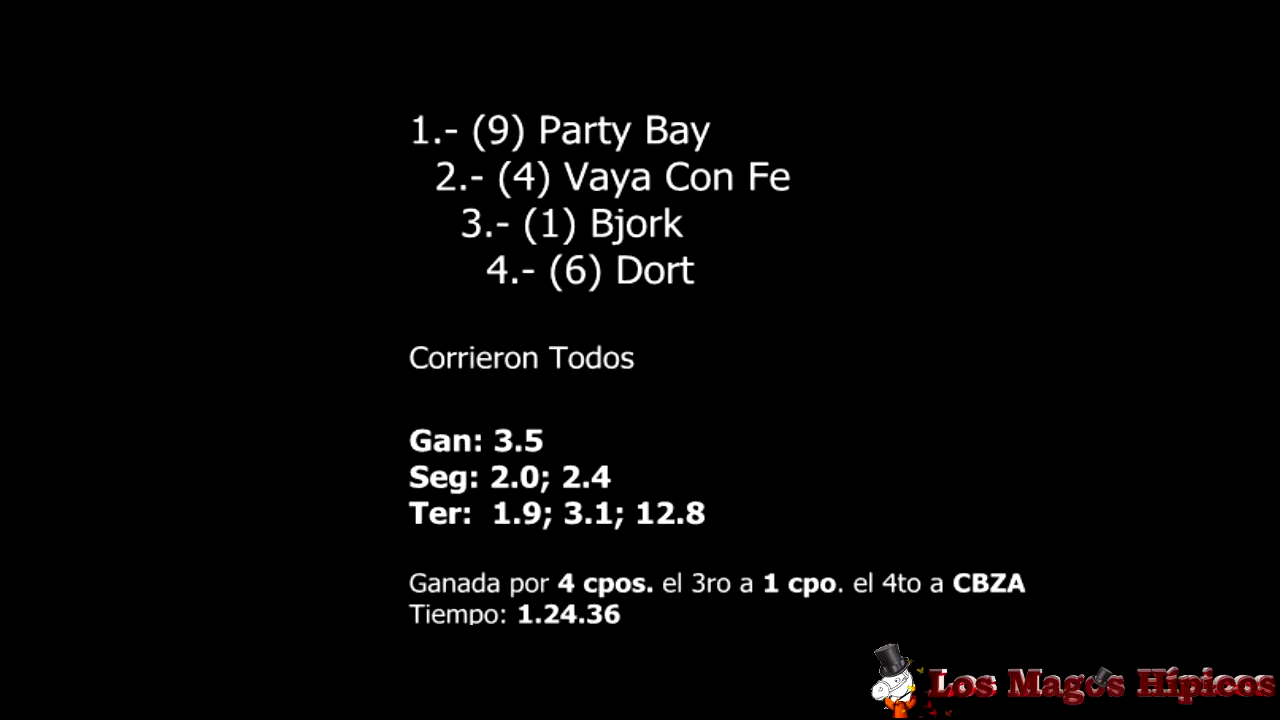 1.- (9) Party Bay
2.- (4) Vaya Con Fe
3.- (1) Bjork
4.- (6) Dort
Corrieron Todos
Gan: 3.5
Seg: 2.0; 2.4
Ter: 1.9; 3.1; 12.8
Ganada por 4 cpos. el 3ro a 1 cpo. el 4to a CBZA
Tiempo: 1.24.36
Los Magos Hípicos